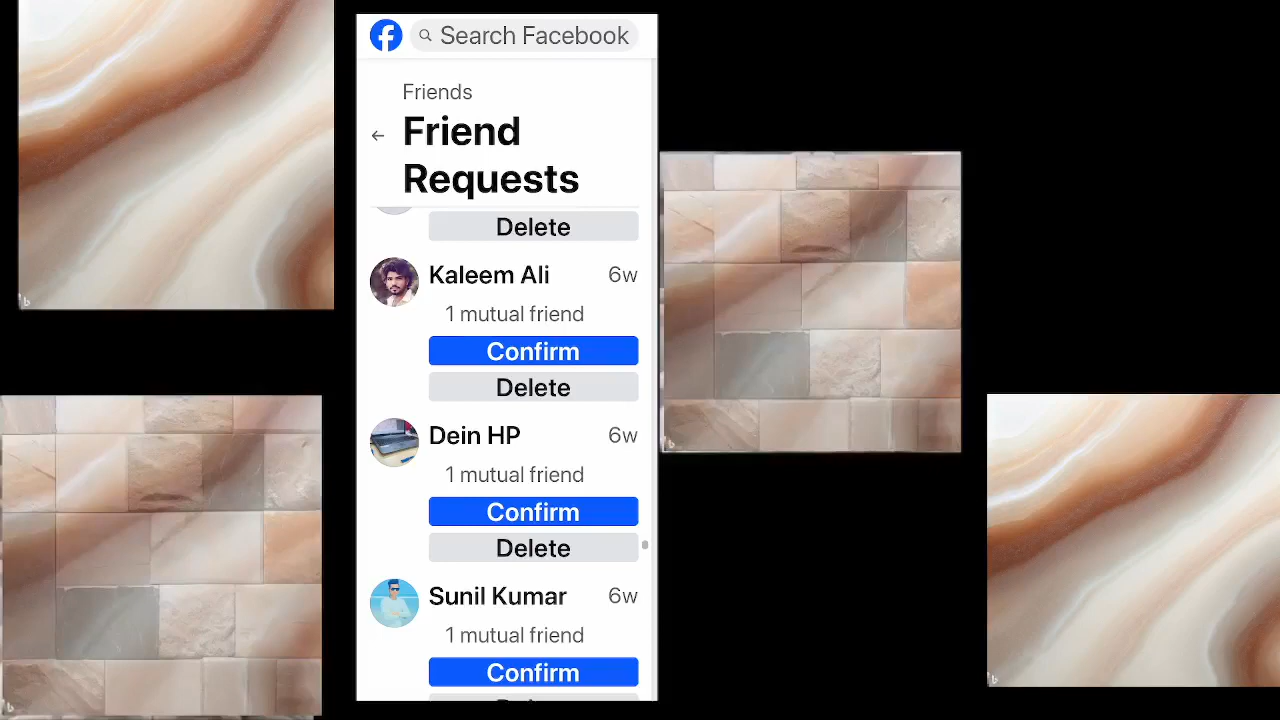 Search Facebook
Friends
Friend
Requests
Delete
Kaleem Ali 6w
1 mutual friend
Confirm
Delete
Dein HP 6w
1 mutual friend
Confirm
Delete
Sunil Kumar 6w
1 mutual friend
Confirm